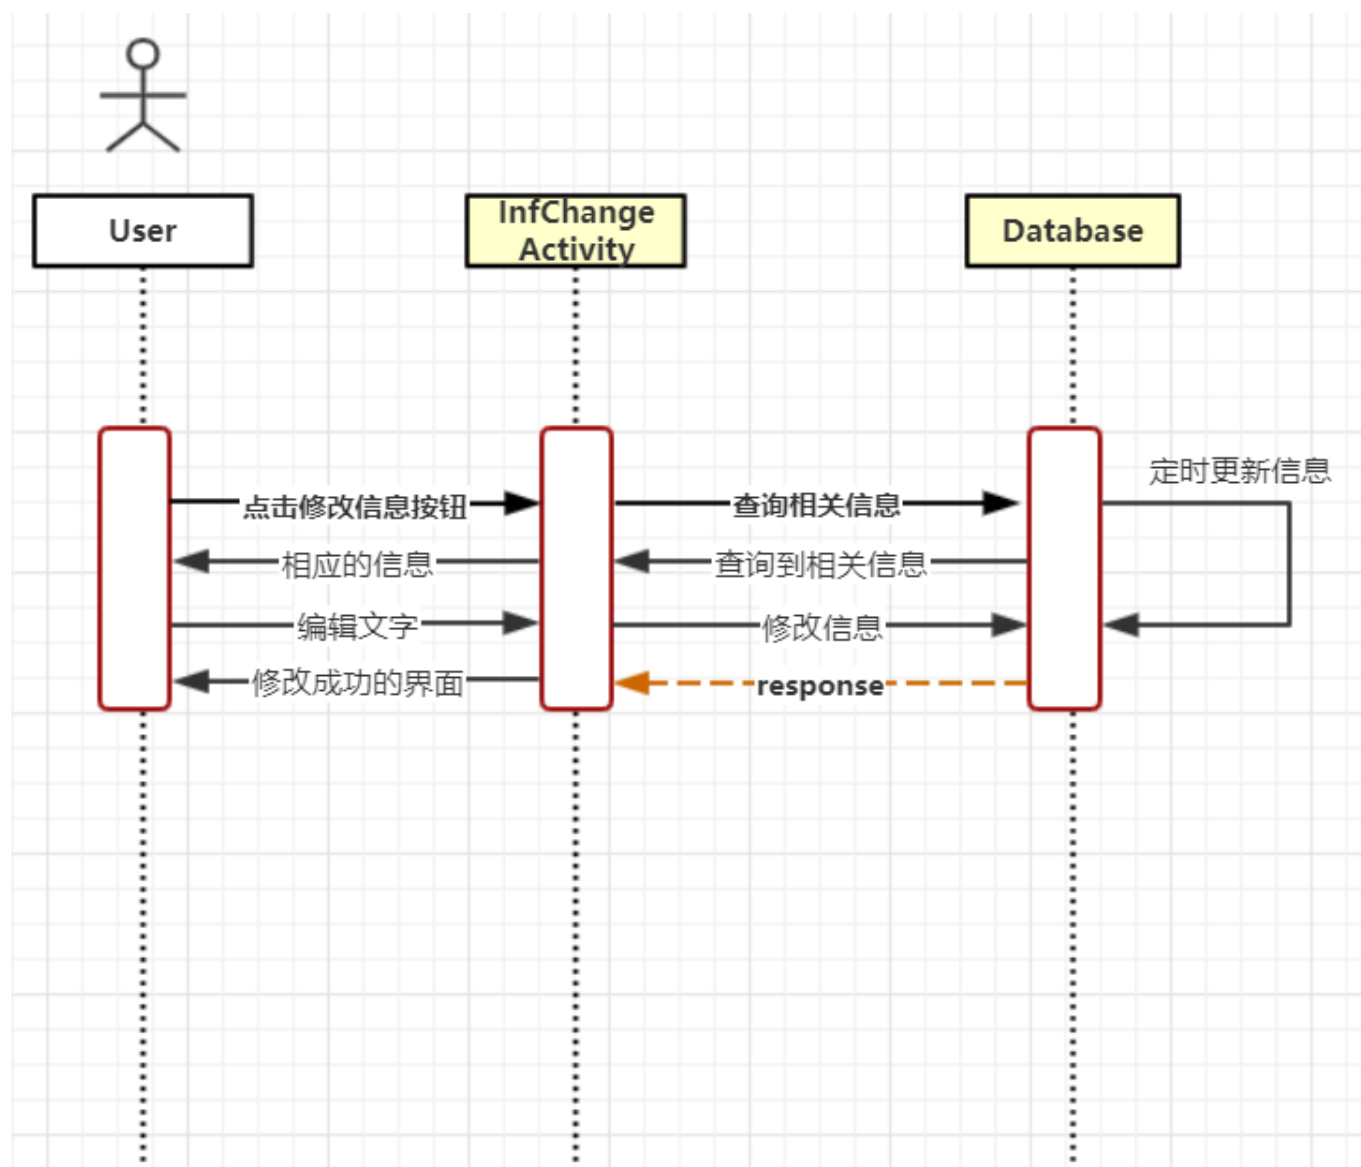 User
InfChange
Activity
Database
定时更新信息
点击修改信息按钮
查询相关信息
相应的信息
查询到相关信息
编辑文字
修改信息
修改成功的界面
response